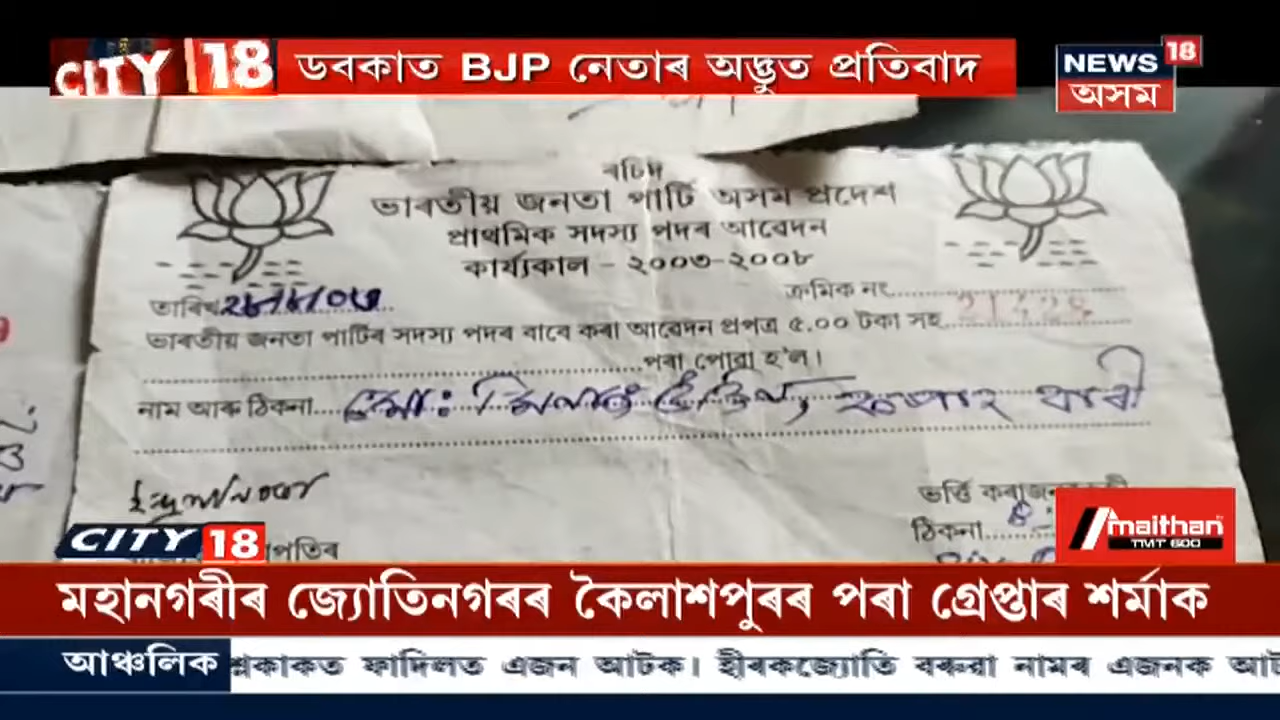 CITY 18
ডবকাত BJP নেতাৰ অদ্ভুত প্ৰতিবাদ
NEWS 18
অসম
ৰচিদ
ভাৰতীয় জনতা পাৰ্টি অসম প্ৰদেশ
প্ৰাথমিক সদস্য পদৰ আবেদন
কাৰ্য্যকাল - ২০০৩-২০০৮
তাৰিখ
ক্ৰমিক নং
ভাৰতীয় জনতা পাৰ্টিৰ সদস্য পদৰ বাবে কৰা আবেদন প্ৰপত্ৰ ৫.০০ টকা সহ
পৰা পোৱা হ'ল।
নাম আৰু ঠিকনা
ভৰ্ত্তি
ঠিকনা
CITY 18
maithan
TMT 600
মহানগৰীৰ জ্যোতিনগৰৰ কৈলাশপুৰৰ পৰা গ্ৰেপ্তাৰ শৰ্মাক
আঞ্চলিক
ফাদিলত এজন আটক। হীৰকজ্যোতি বৰুৱা নামৰ এজনক